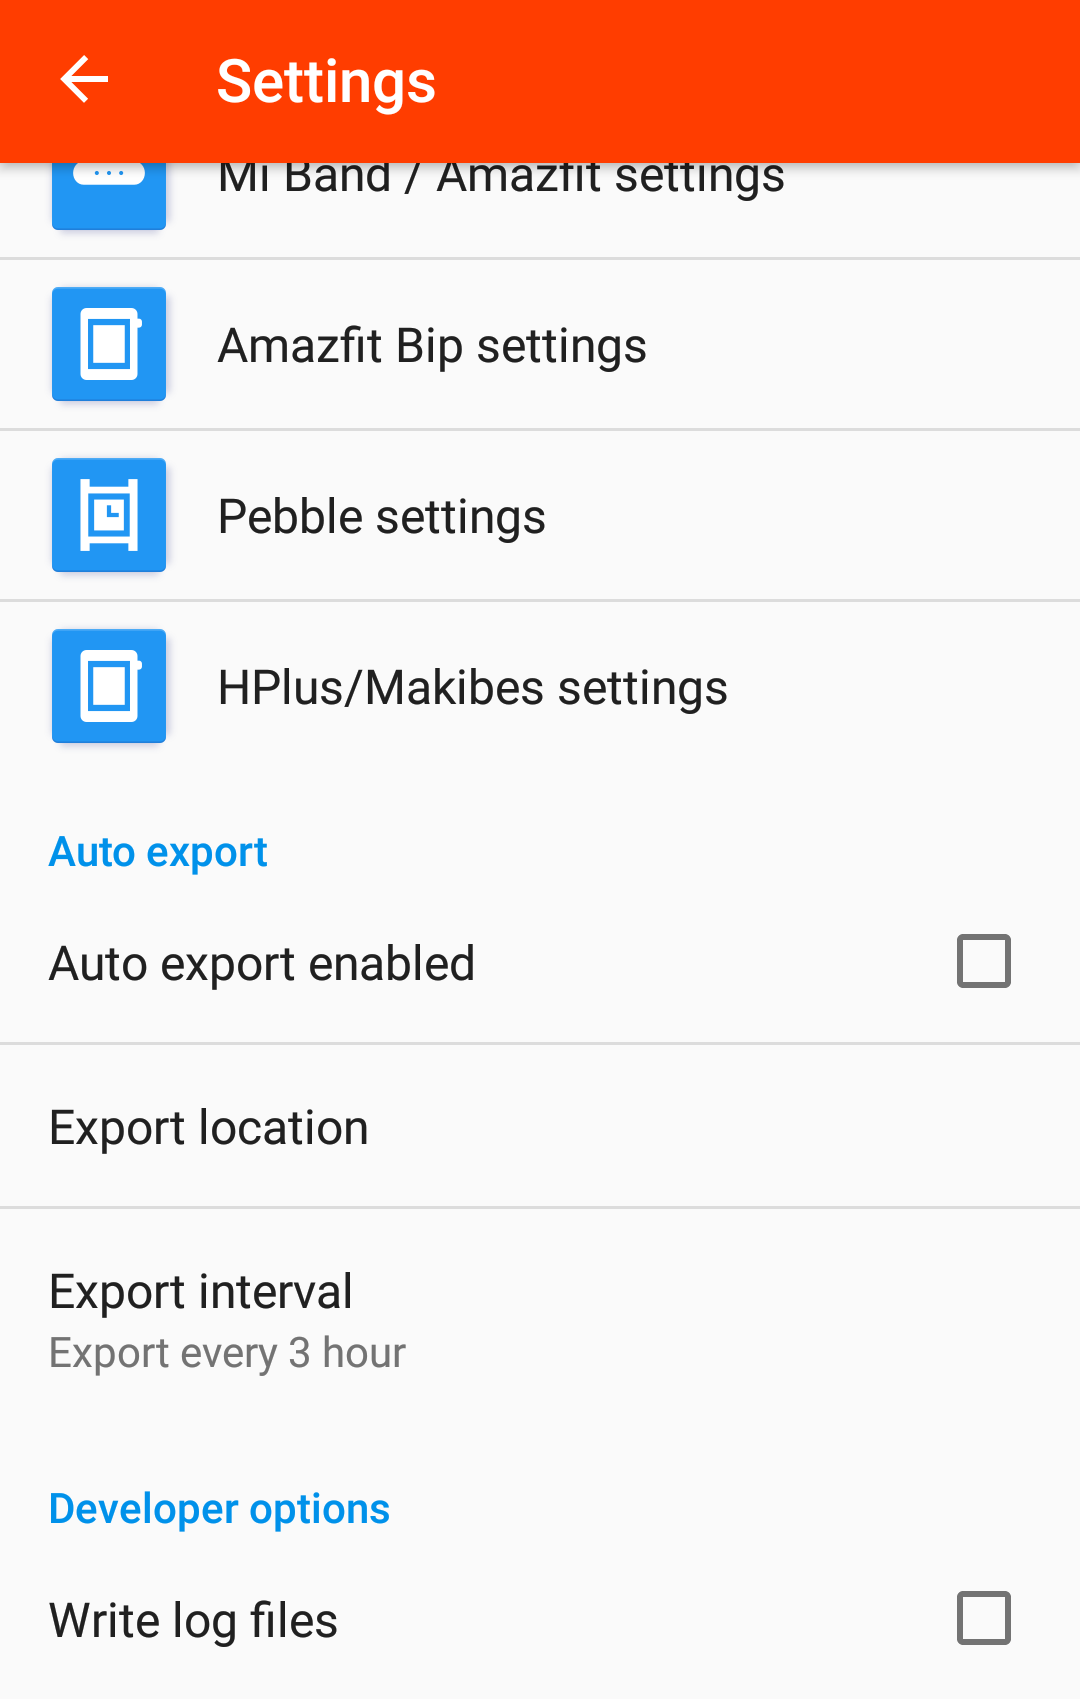 Settings
Mi Band / Amazfit settings
Amazfit Bip settings
Pebble settings
HPlus/Makibes settings
Auto export
Auto export enabled
Export location
Export interval
Export every 3 hour
Developer options
Write log files